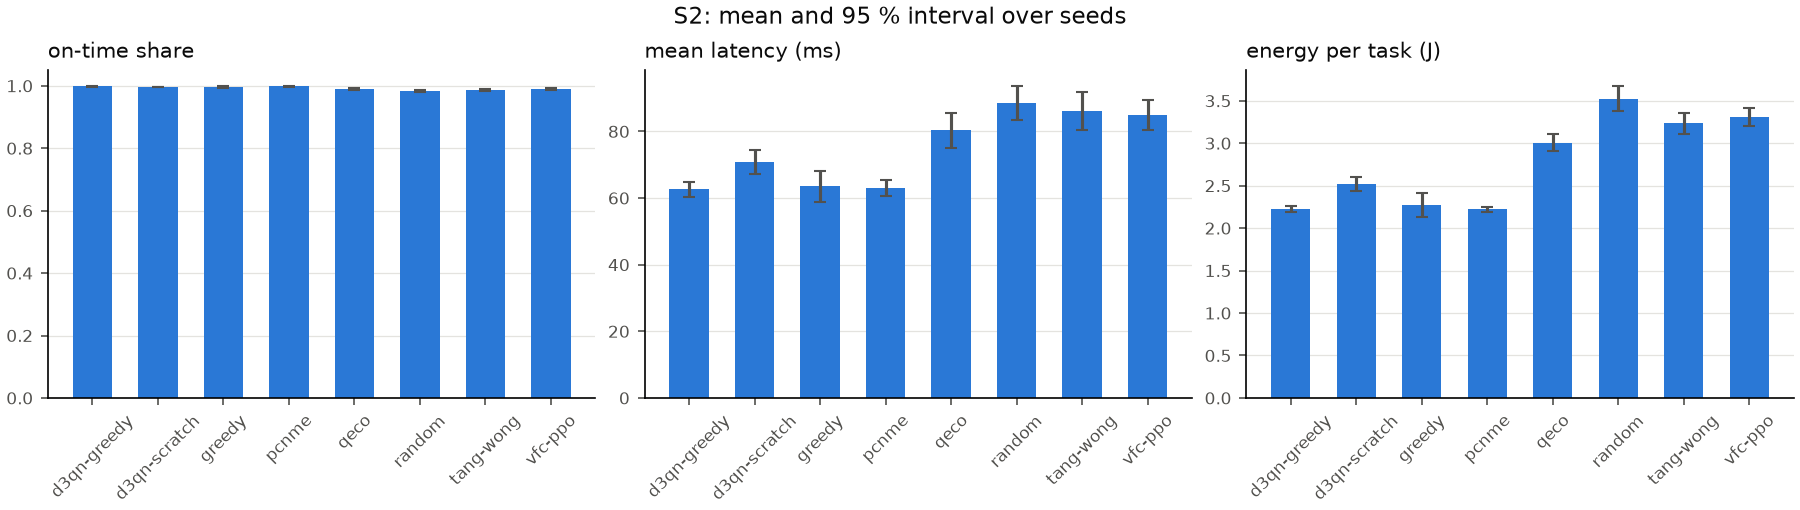 S2: mean and 95 % interval over seeds
on-time share
1.0
0.8
0.6
0.4
0.2
0.0
d3qn-greedy
d3qn-scratch
greedy
pcnme
qeco
random
tang-wong
vfc-ppo
mean latency (ms)
80
60
40
20
0
d3qn-greedy
d3qn-scratch
greedy
pcnme
qeco
random
tang-wong
vfc-ppo
energy per task (J)
3.5
3.0
2.5
2.0
1.5
1.0
0.5
0.0
d3qn-greedy
d3qn-scratch
greedy
pcnme
qeco
random
tang-wong
vfc-ppo